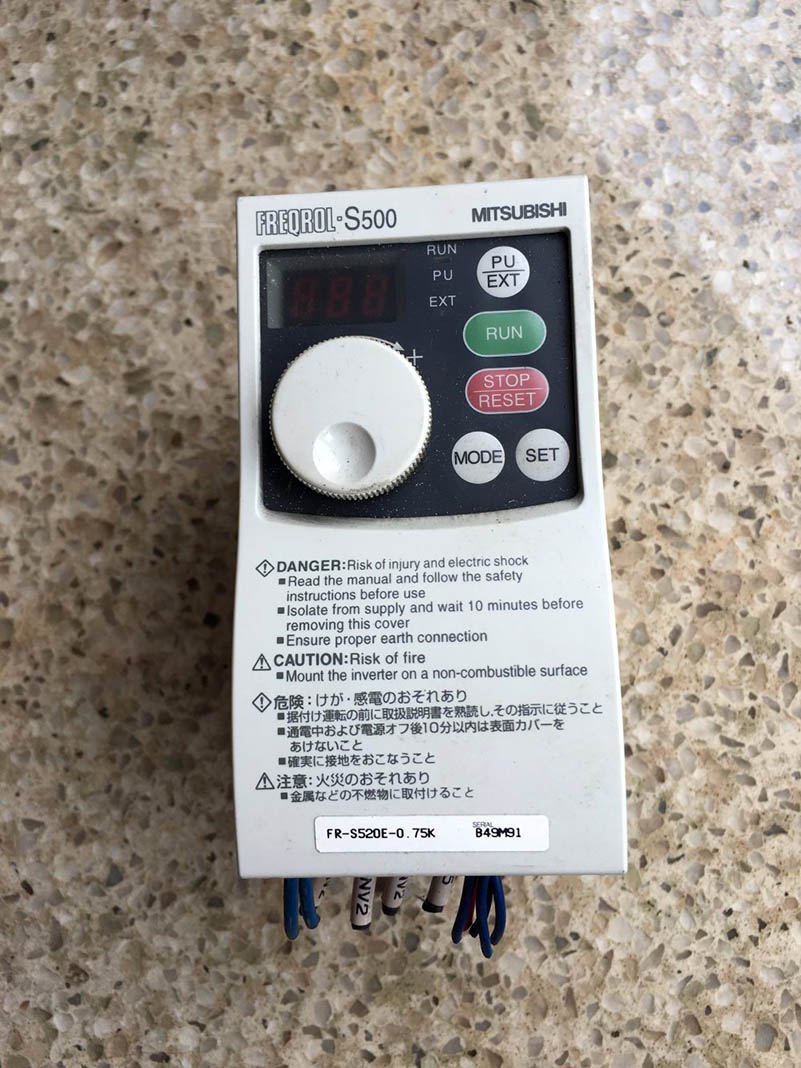 FREQROL-S500
MITSUBISHI
RUN
PU
EXT
PU
EXT
RUN
+
STOP
RESET
MODE
SET
DANGER:Risk of injury and electric shock
■Read the manual and follow the safety
instructions before use
■Isolate from supply and wait 10 minutes before
removing this cover
■Ensure proper earth connection
CAUTION:Risk of fire
■Mount the inverter on a non-combustible surface
危険:けが・感電のおそれあり
■据付け運転の前に取扱説明書を熟読し,その指示に従うこと
■通電中および電源オフ後10分以内は表面カバーを
あけないこと
■確実に接地をおこなうこと
注意:火災のおそれあり
■金属などの不燃物に取付けること
FR-S520E-0.75K
SERIAL
B49M91
NV2
NV2